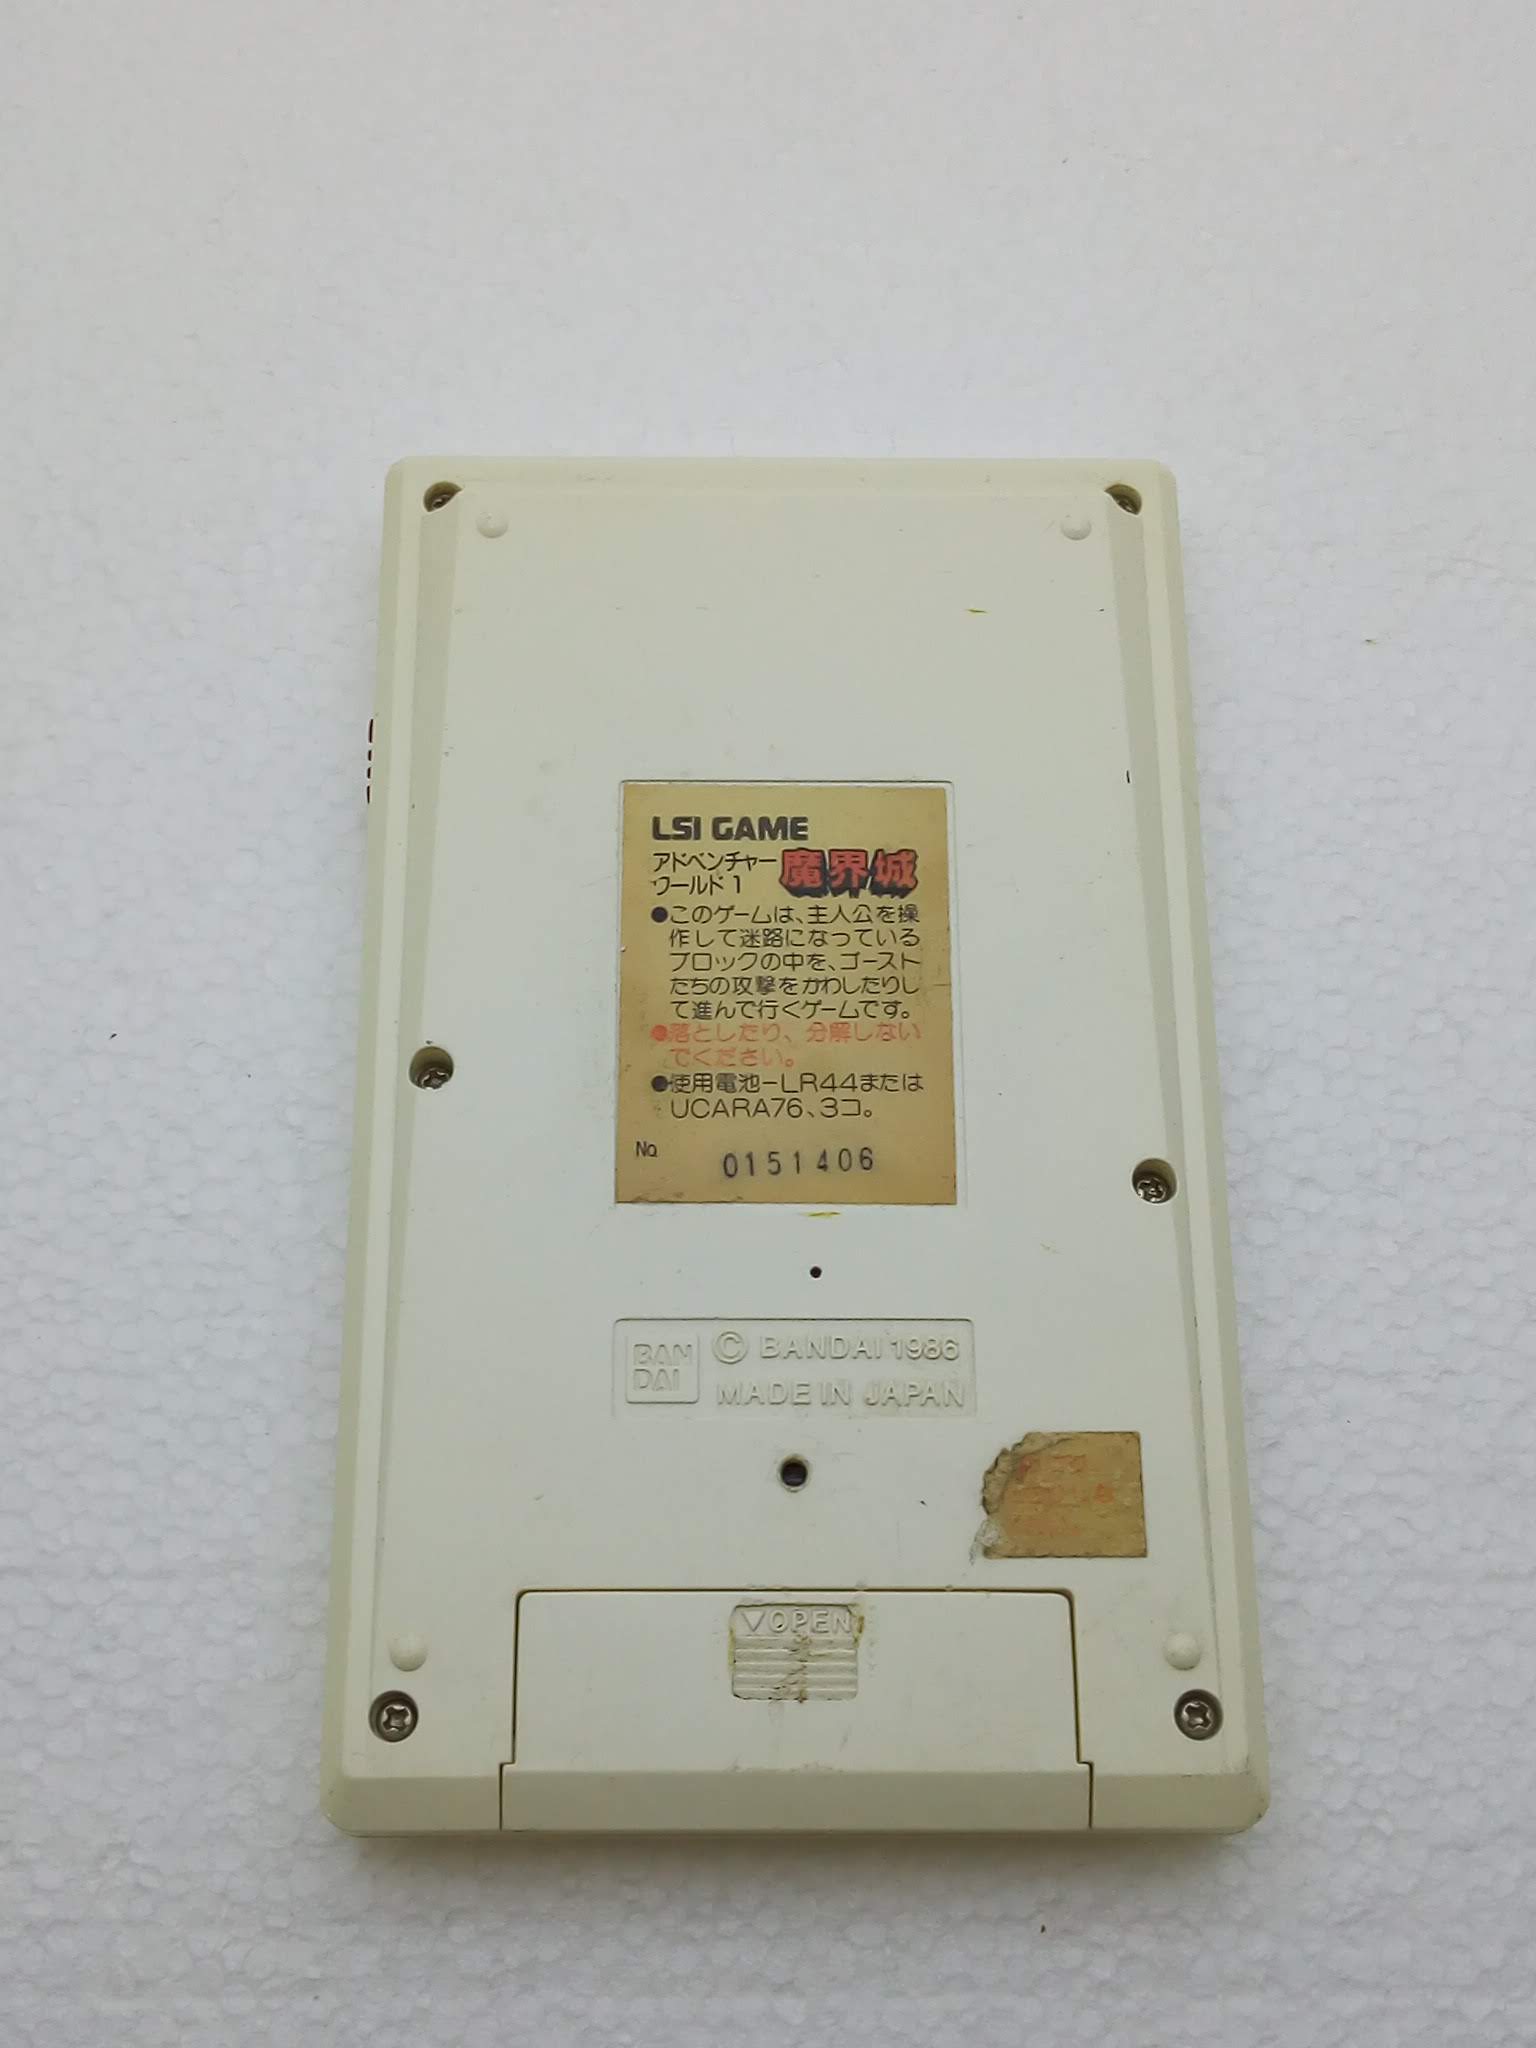 LSI GAME
アドベンチャー
ワールド1
魔界城
●このゲームは、主人公を操
作して迷路になっている
ブロックの中を、ゴースト
たちの攻撃をかわしたりし
て進んで行くゲームです。
●落としたり、分解しない
でください。
●使用電池-LR44または
UCARA76、3コ。
No. 0151406
BAN
DAI
© BANDAI 1986
MADE IN JAPAN
▽OPEN